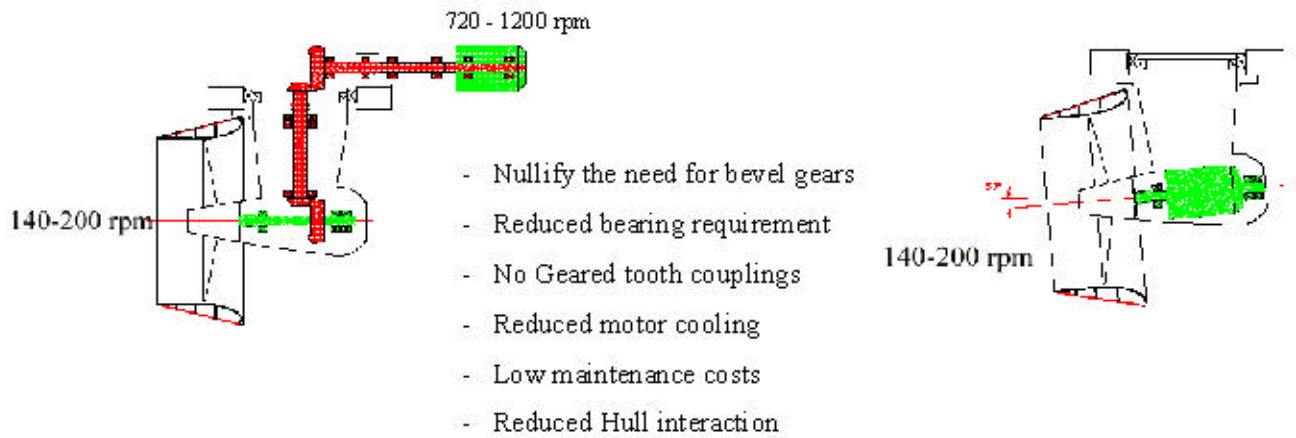 720 - 1200 rpm
140-200 rpm
- Nullify the need for bevel gears
- Reduced bearing requirement
- No Geared tooth couplings
- Reduced motor cooling
- Low maintenance costs
- Reduced Hull interaction
140-200 rpm